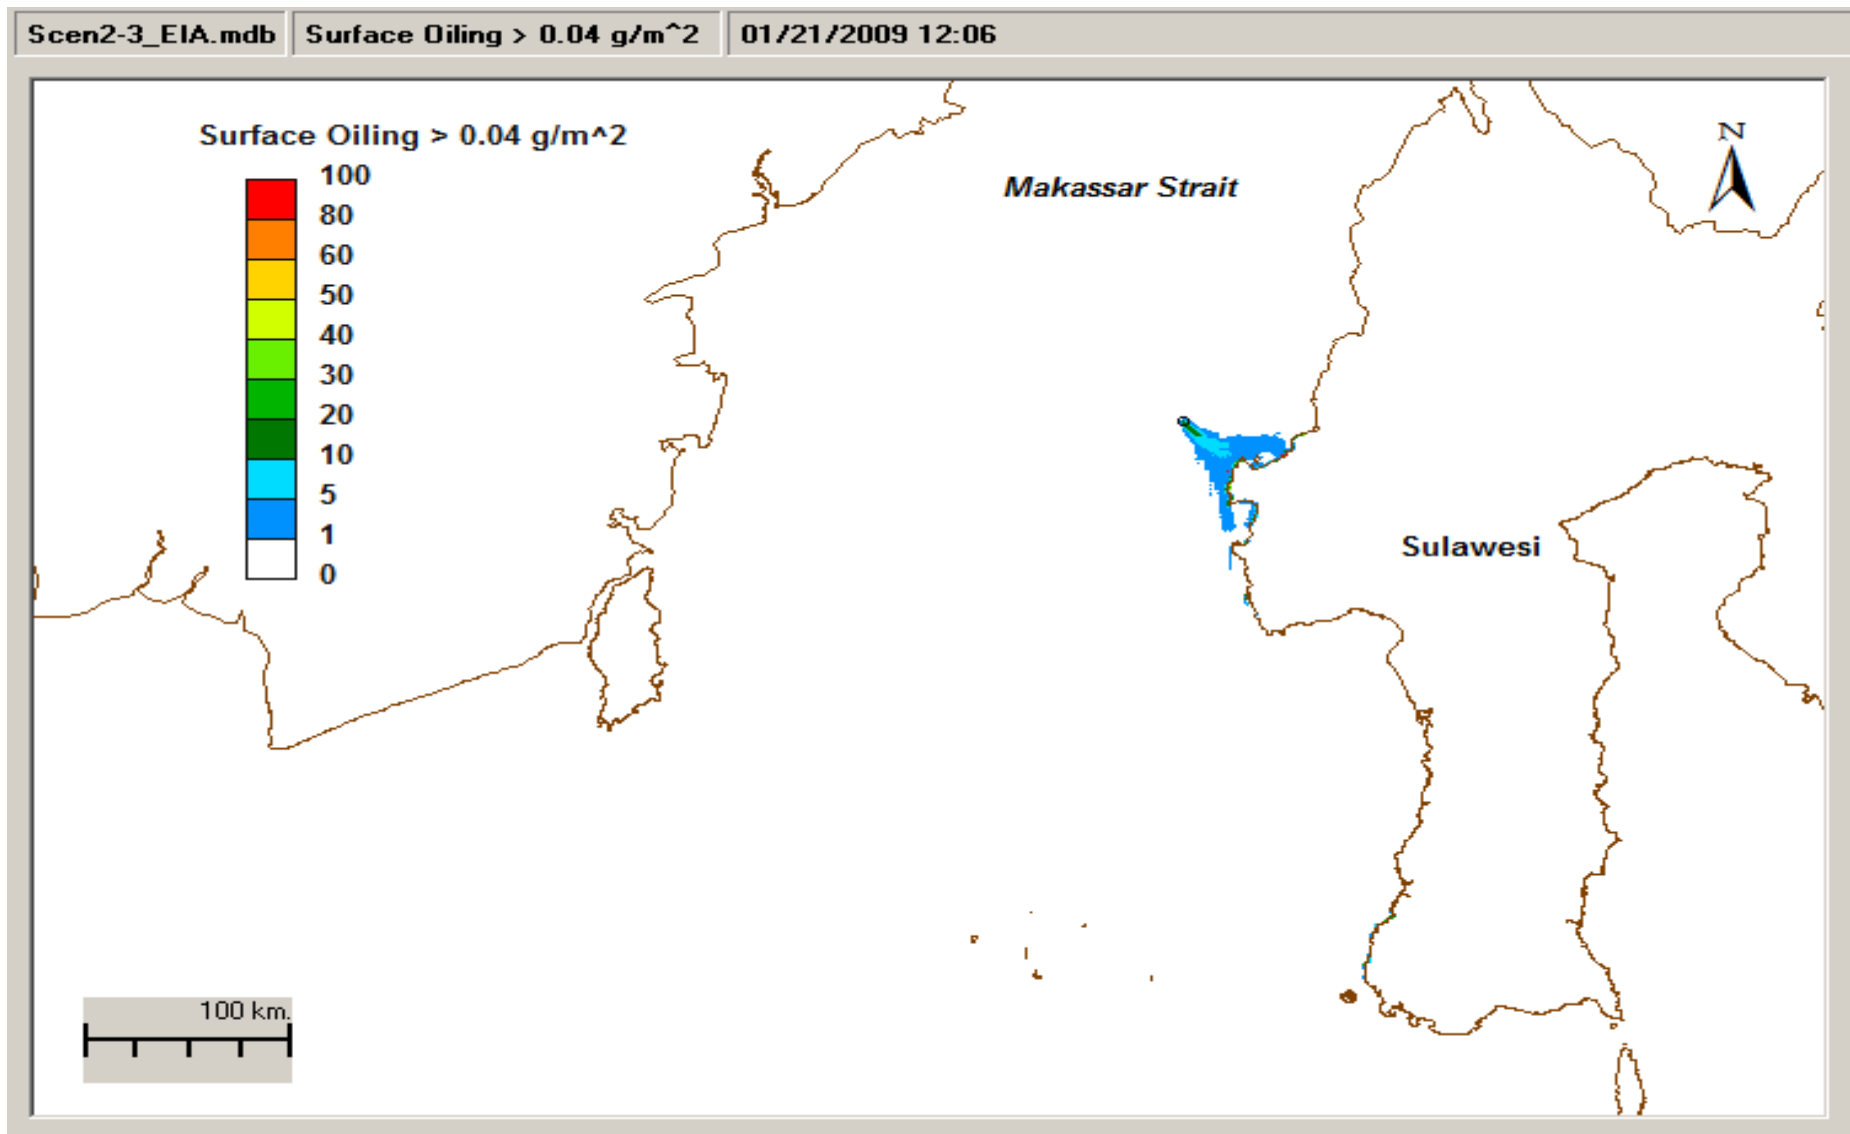 Scen2-3_EIA.mdb
Surface Oiling > 0.04 g/m^2
01/21/2009 12:06
Surface Oiling > 0.04 g/m^2
100
80
60
50
40
30
20
10
5
1
0
Makassar Strait
N
Sulawesi
100 km.